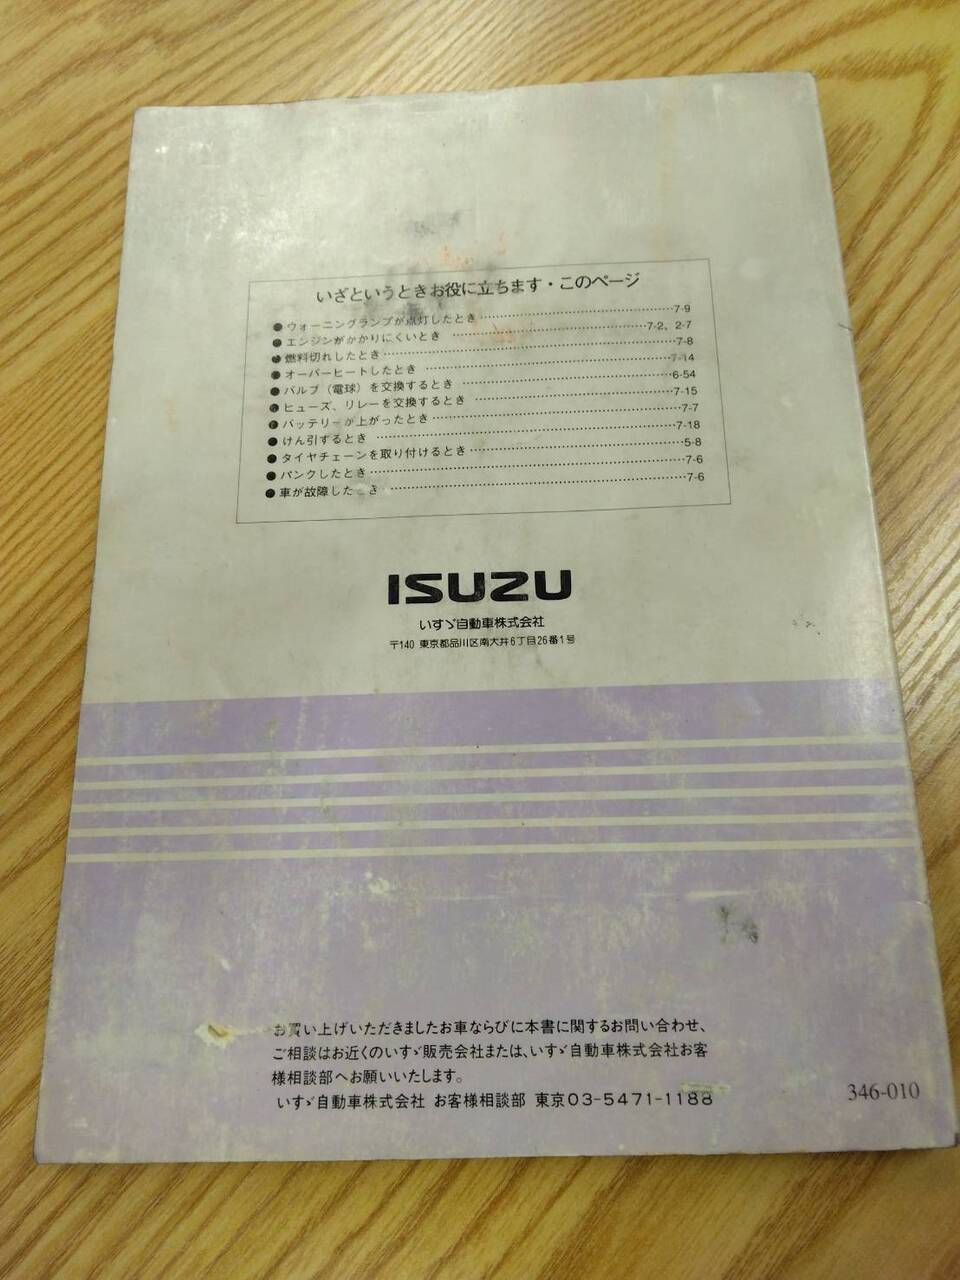 いざというときお役に立ちます・このページ
●ウォーニングランプが点灯したとき 7-9
●エンジンがかかりにくいとき 7-2, 2-7
●燃料切れしたとき 7-8
●オーバーヒートしたとき 7-14
●バルブ（電球）を交換するとき 6-54
●ヒューズ、リレーを交換するとき 7-15
●バッテリーが上がったとき 7-7
●けん引するとき 7-18
●タイヤチェーンを取り付けるとき 5-8
●パンクしたとき 7-6
●車が故障したとき 7-6
ISUZU
いすゞ自動車株式会社
〒140 東京都品川区南大井6丁目26番1号
お買い上げいただきましたお車ならびに本書に関するお問い合わせ、
ご相談はお近くのいすゞ販売会社または、いすゞ自動車株式会社お客
様相談部へお願いいたします。
いすゞ自動車株式会社 お客様相談部 東京03-5471-1188
346-010